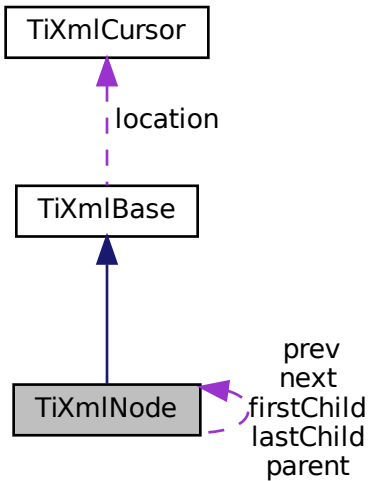 TiXmlCursor
location
TiXmlBase
prev
next
firstChild
lastChild
parent
TiXmlNode